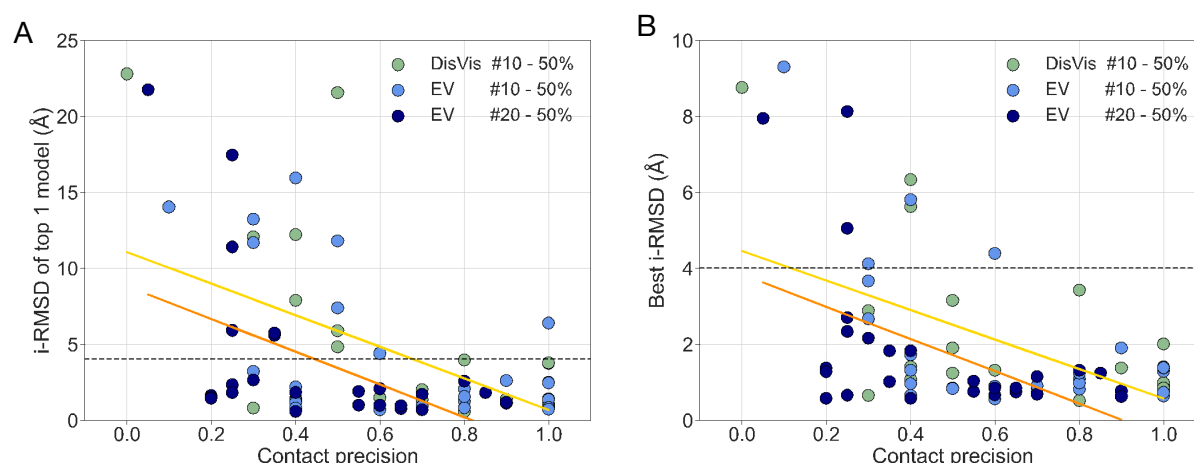 A
i-RMSD of top 1 model (Å)
25
20
15
10
5
0
DisVis #10 - 50%
EV #10 - 50%
EV #20 - 50%
0.0 0.2 0.4 0.6 0.8 1.0
Contact precision
B
Best i-RMSD (Å)
10
8
6
4
2
0
DisVis #10 - 50%
EV #10 - 50%
EV #20 - 50%
0.0 0.2 0.4 0.6 0.8 1.0
Contact precision